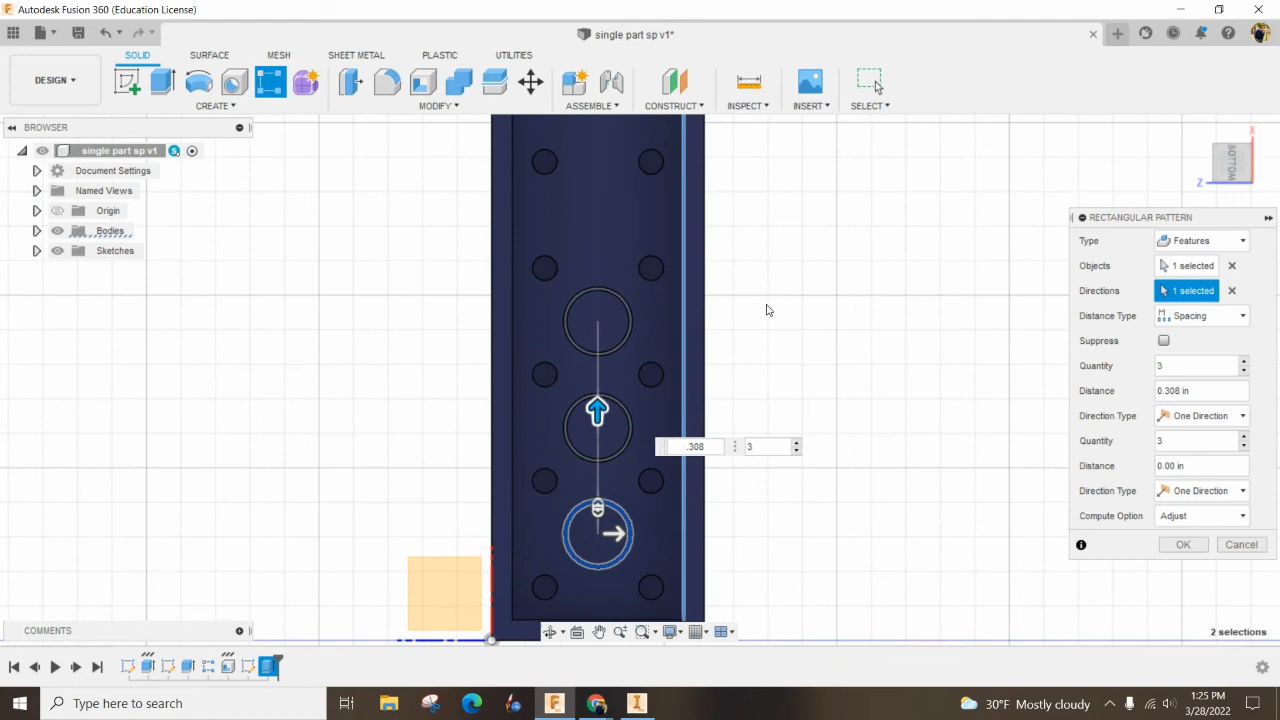 Autodesk Fusion 360 (Education License)
single part sp v1*
DESIGN
SOLID SURFACE MESH SHEET METAL PLASTIC UTILITIES
CREATE MODIFY ASSEMBLE CONSTRUCT INSPECT INSERT SELECT
BROWSER
single part sp v1
Document Settings
Named Views
Origin
Bodies
Sketches
X
BOTTOM
Z
RECTANGULAR PATTERN
Type Features
Objects 1 selected
Directions 1 selected
Distance Type Spacing
Suppress
Quantity 3
Distance 0.308 in
Direction Type One Direction
Quantity 3
Distance 0.00 in
Direction Type One Direction
Compute Option Adjust
OK Cancel
.308 3
COMMENTS
2 selections
Type here to search
30°F Mostly cloudy
1:25 PM
3/28/2022